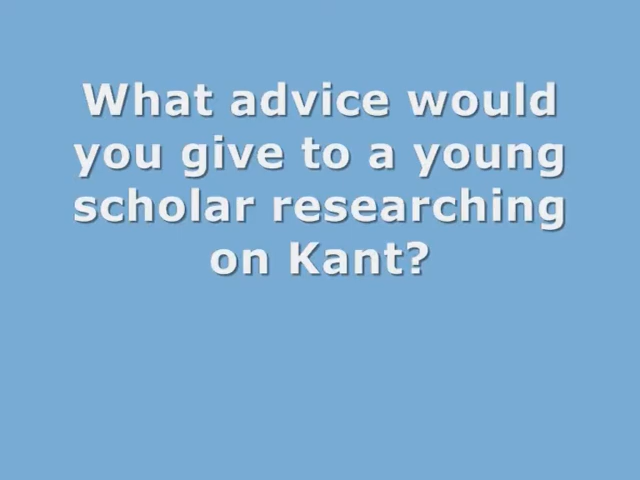 What advice would
you give to a young
scholar researching
on Kant?